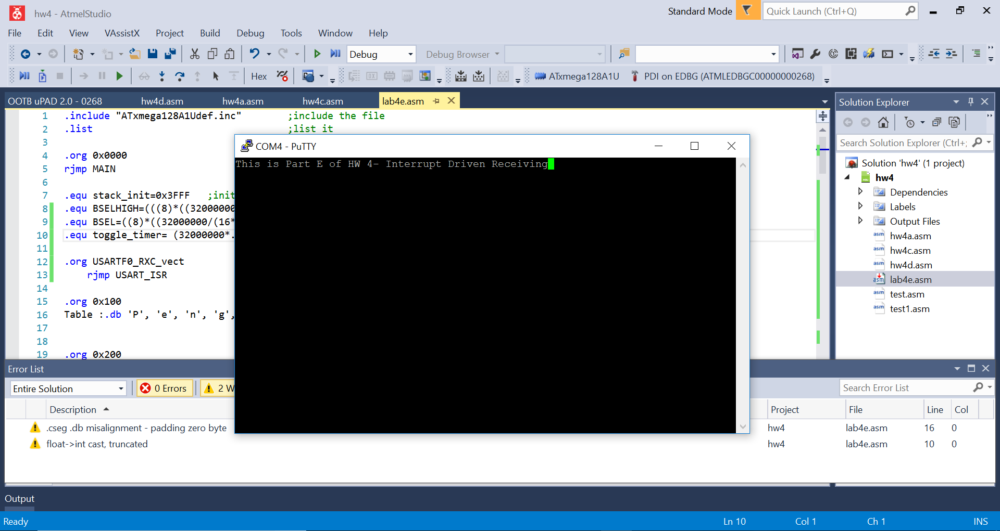 hw4 - AtmelStudio
Standard Mode
Quick Launch (Ctrl+Q)
File Edit View VAssistX Project Build Debug Tools Window Help
Debug
Debug Browser
Hex
ATxmega128A1U
PDI on EDBG (ATMLEDBGC00000000268)
OOTB uPAD 2.0 - 0268 hw4d.asm hw4a.asm hw4c.asm lab4e.asm
1 .include "ATxmega128A1Udef.inc" ;include the file
2 .list ;list it
3
4 .org 0x0000
5 rjmp MAIN
6
7 .equ stack_init=0x3FFF ;init
8 .equ BSELHIGH=(((8)*((32000000
9 .equ BSEL=((8)*((32000000/(16*
10 .equ toggle_timer= (32000000*.
11
12 .org USARTF0_RXC_vect
13 rjmp USART_ISR
14
15 .org 0x100
16 Table :.db 'P', 'e', 'n', 'g',
17
18
19 .org 0x200
COM4 - PuTTY
This is Part E of HW 4- Interrupt Driven Receiving
Solution Explorer
Search Solution Explorer (Ctrl+;
Solution 'hw4' (1 project)
hw4
Dependencies
Labels
Output Files
asm hw4a.asm
asm hw4c.asm
asm hw4d.asm
asm lab4e.asm
asm test.asm
asm test1.asm
Error List
Entire Solution
0 Errors
2 W
Search Error List
Description Project File Line Col
.cseg .db misalignment - padding zero byte hw4 lab4e.asm 16 0
float->int cast, truncated hw4 lab4e.asm 10 0
Output
Ready
Ln 10 Col 1 Ch 1 INS